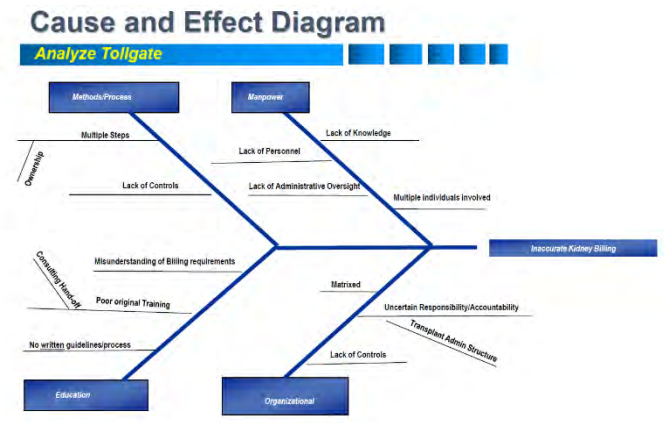 Cause and Effect Diagram
Analyze Tollgate
Methods/Process
Manpower
Multiple Steps
Ownership
Lack of Controls
Lack of Knowledge
Lack of Personnel
Lack of Administrative Oversight
Multiple individuals involved
Inaccurate Kidney Billing
Misunderstanding of Billing requirements
Consulting Hand-off
Poor original Training
No written guidelines/process
Matrixed
Uncertain Responsibility/Accountability
Transplant Admin Structure
Lack of Controls
Education
Organizational